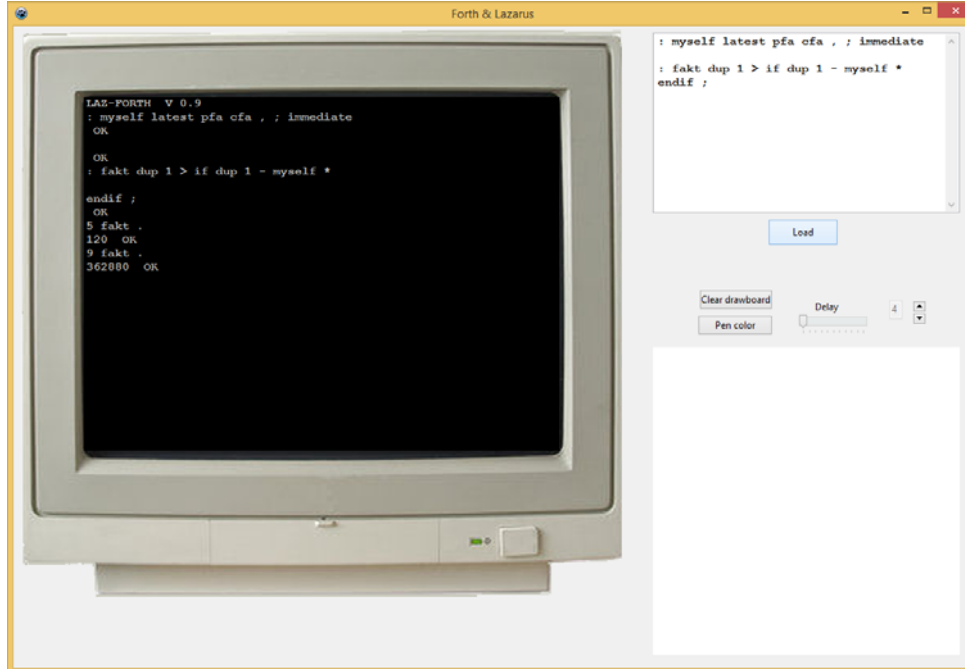 Forth & Lazarus
LAZ-FORTH V 0.9
: myself latest pfa cfa , ; immediate
OK
OK
: fakt dup 1 > if dup 1 - myself *
endif ;
OK
5 fakt .
120 OK
9 fakt .
362880 OK
: myself latest pfa cfa , ; immediate
: fakt dup 1 > if dup 1 - myself *
endif ;
Load
Clear drawboard
Delay
4
Pen color